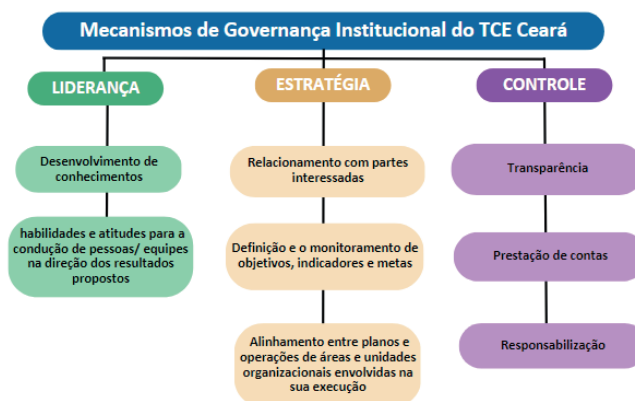 Mecanismos de Governança Institucional do TCE Ceará
LIDERANÇA
Desenvolvimento de
conhecimentos
habilidades e atitudes para a
condução de pessoas/ equipes
na direção dos resultados
propostos
ESTRATÉGIA
Relacionamento com partes
interessadas
Definição e o monitoramento de
objetivos, indicadores e metas
Alinhamento entre planos e
operações de áreas e unidades
organizacionais envolvidas na
sua execução
CONTROLE
Transparência
Prestação de contas
Responsabilização